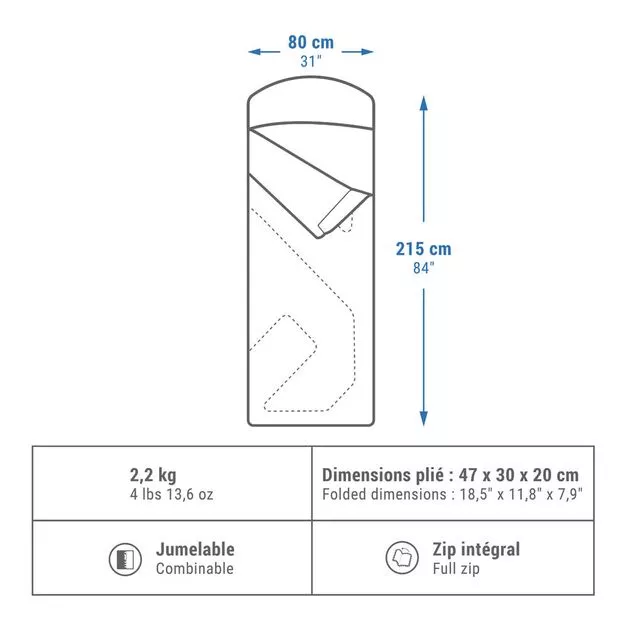 80 cm
31"
215 cm
84"
2,2 kg
4 lbs 13,6 oz
Dimensions plié : 47 x 30 x 20 cm
Folded dimensions : 18,5" x 11,8" x 7,9"
Jumelable
Combinable
Zip intégral
Full zip